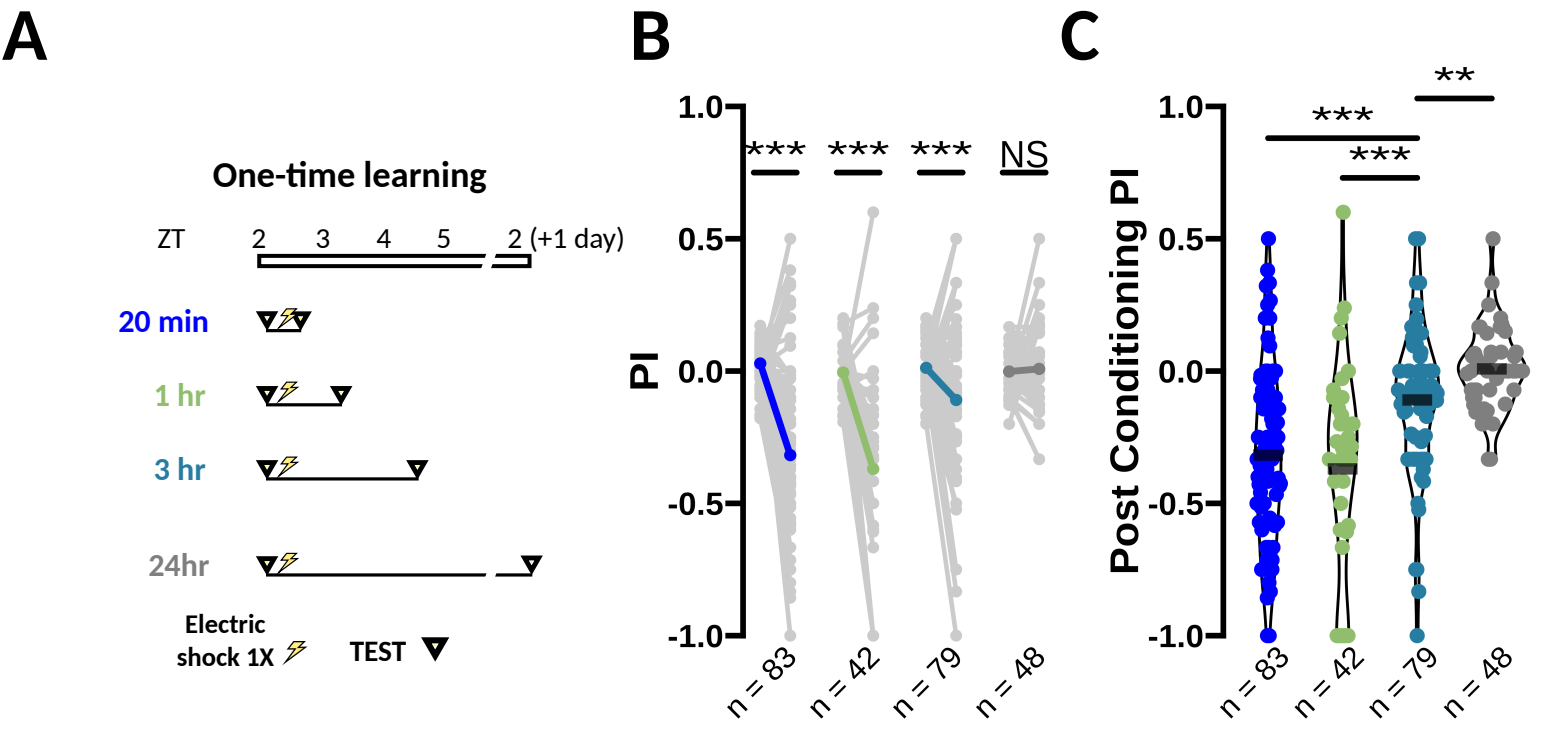 A
One-time learning
ZT 2 3 4 5 2 (+1 day)
20 min
1 hr
3 hr
24hr
Electric
shock 1X
TEST
B
PI
1.0
0.5
0.0
-0.5
-1.0
*** *** *** NS
n = 83 n = 42 n = 79 n = 48
C
Post Conditioning PI
1.0
0.5
0.0
-0.5
-1.0
**
***
***
n = 83 n = 42 n = 79 n = 48